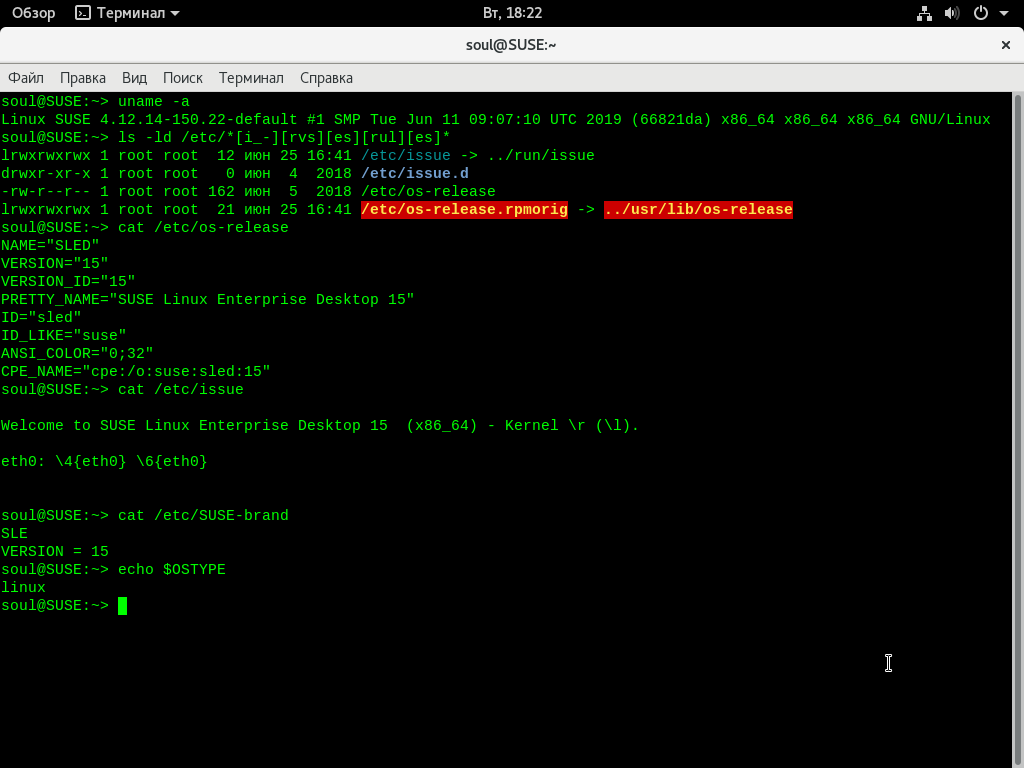 Обзор Терминал Вт, 18:22
soul@SUSE:~ ×
Файл Правка Вид Поиск Терминал Справка
soul@SUSE:~> uname -a
Linux SUSE 4.12.14-150.22-default #1 SMP Tue Jun 11 09:07:10 UTC 2019 (66821da) x86_64 x86_64 x86_64 GNU/Linux
soul@SUSE:~> ls -ld /etc/*[i_-][rvs][es][rul][es]*
lrwxrwxrwx 1 root root  12 июн 25 16:41 /etc/issue -> ../run/issue
drwxr-xr-x 1 root root   0 июн  4  2018 /etc/issue.d
-rw-r--r-- 1 root root 162 июн  5  2018 /etc/os-release
lrwxrwxrwx 1 root root  21 июн 25 16:41 /etc/os-release.rpmorig -> ../usr/lib/os-release
soul@SUSE:~> cat /etc/os-release
NAME="SLED"
VERSION="15"
VERSION_ID="15"
PRETTY_NAME="SUSE Linux Enterprise Desktop 15"
ID="sled"
ID_LIKE="suse"
ANSI_COLOR="0;32"
CPE_NAME="cpe:/o:suse:sled:15"
soul@SUSE:~> cat /etc/issue
Welcome to SUSE Linux Enterprise Desktop 15  (x86_64) - Kernel \r (\l).
eth0: \4{eth0} \6{eth0}
soul@SUSE:~> cat /etc/SUSE-brand
SLE
VERSION = 15
soul@SUSE:~> echo $OSTYPE
linux
soul@SUSE:~>